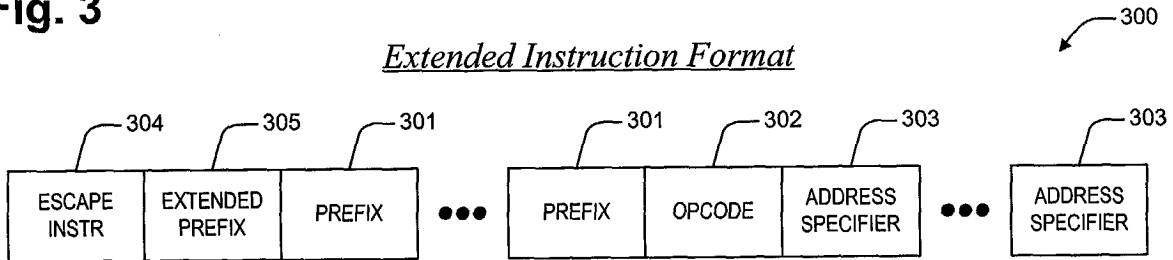 Fig. 3
300
Extended Instruction Format
304 305 301 301 302 303 303
ESCAPE INSTR EXTENDED PREFIX PREFIX ••• PREFIX OPCODE ADDRESS SPECIFIER ••• ADDRESS SPECIFIER